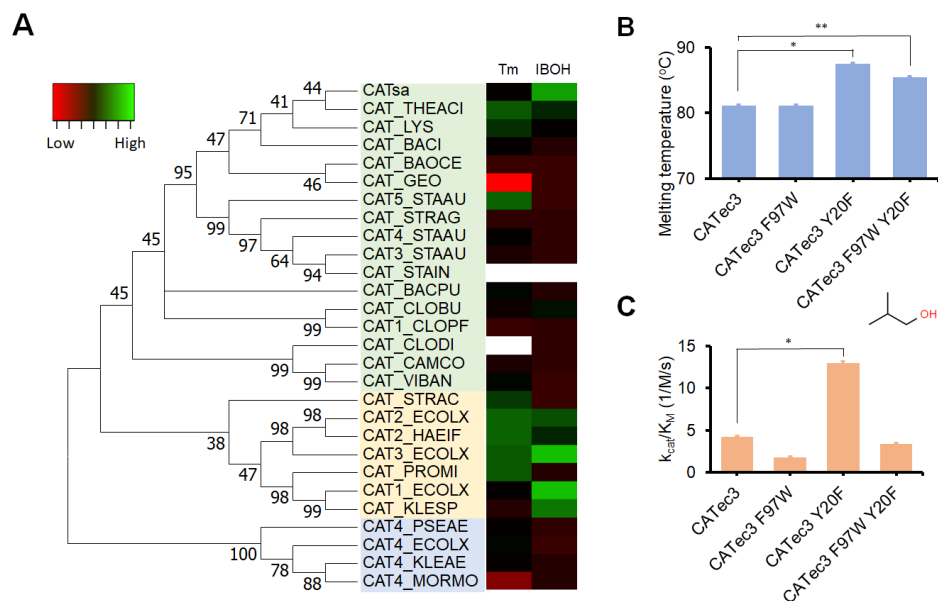 A
Tm IBOH
Low High
CATsa
CAT_THEACI
CAT_LYS
CAT_BACI
CAT_BAOCE
CAT_GEO
CAT5_STAAU
CAT_STRAG
CAT4_STAAU
CAT3_STAAU
CAT_STAIN
CAT_BACPU
CAT_CLOBU
CAT1_CLOPF
CAT_CLODI
CAT_CAMCO
CAT_VIBAN
CAT_STRAC
CAT2_ECOLX
CAT2_HAEIF
CAT3_ECOLX
CAT_PROMI
CAT1_ECOLX
CAT_KLESP
CAT4_PSEAE
CAT4_ECOLX
CAT4_KLEAE
CAT4_MORMO
44
41
71
47
46
95
99
97
64
94
45
45
99
99
99
98
98
38
47
98
99
100
78
88
B
Melting temperature (°C)
90
80
70
*
**
CATec3
CATec3 F97W
CATec3 Y20F
CATec3 F97W Y20F
C
OH
kcat/KM (1/M/s)
15
10
5
0
*
CATec3
CATec3 F97W
CATec3 Y20F
CATec3 F97W Y20F